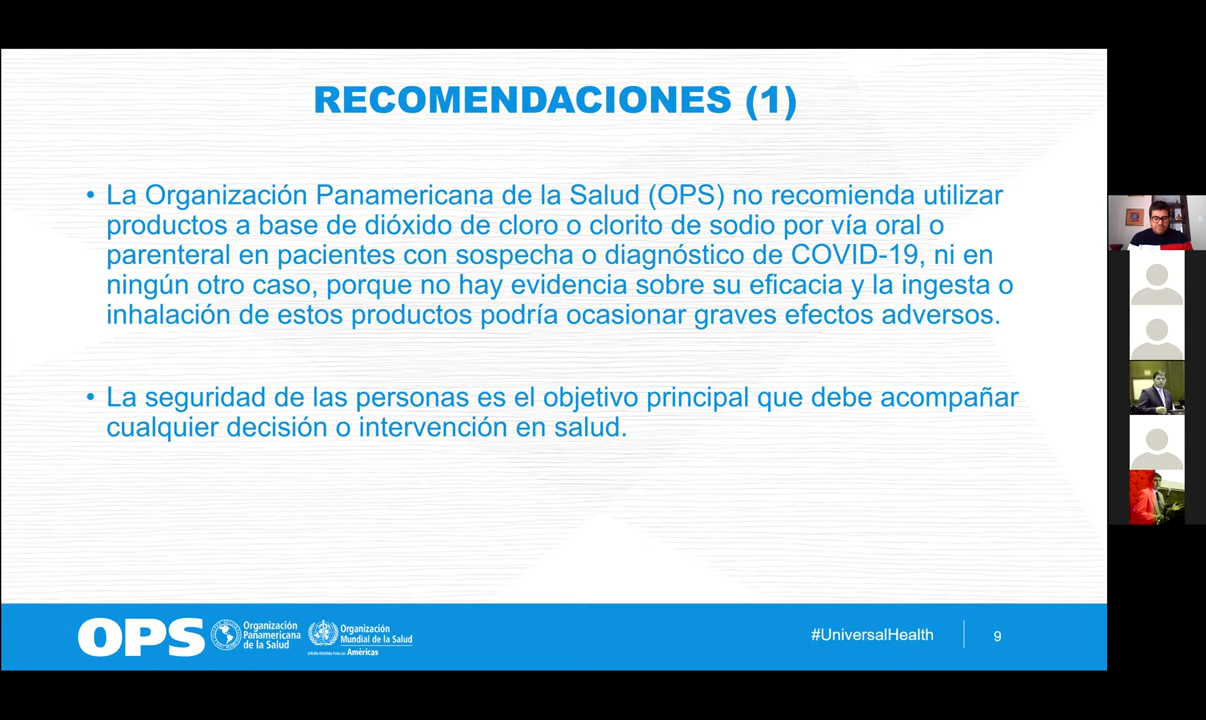 RECOMENDACIONES (1)
• La Organización Panamericana de la Salud (OPS) no recomienda utilizar
productos a base de dióxido de cloro o clorito de sodio por vía oral o
parenteral en pacientes con sospecha o diagnóstico de COVID-19, ni en
ningún otro caso, porque no hay evidencia sobre su eficacia y la ingesta o
inhalación de estos productos podría ocasionar graves efectos adversos.
• La seguridad de las personas es el objetivo principal que debe acompañar
cualquier decisión o intervención en salud.
OPS
Organización
Panamericana
de la Salud
Organización
Mundial de la Salud
Américas
#UniversalHealth
9